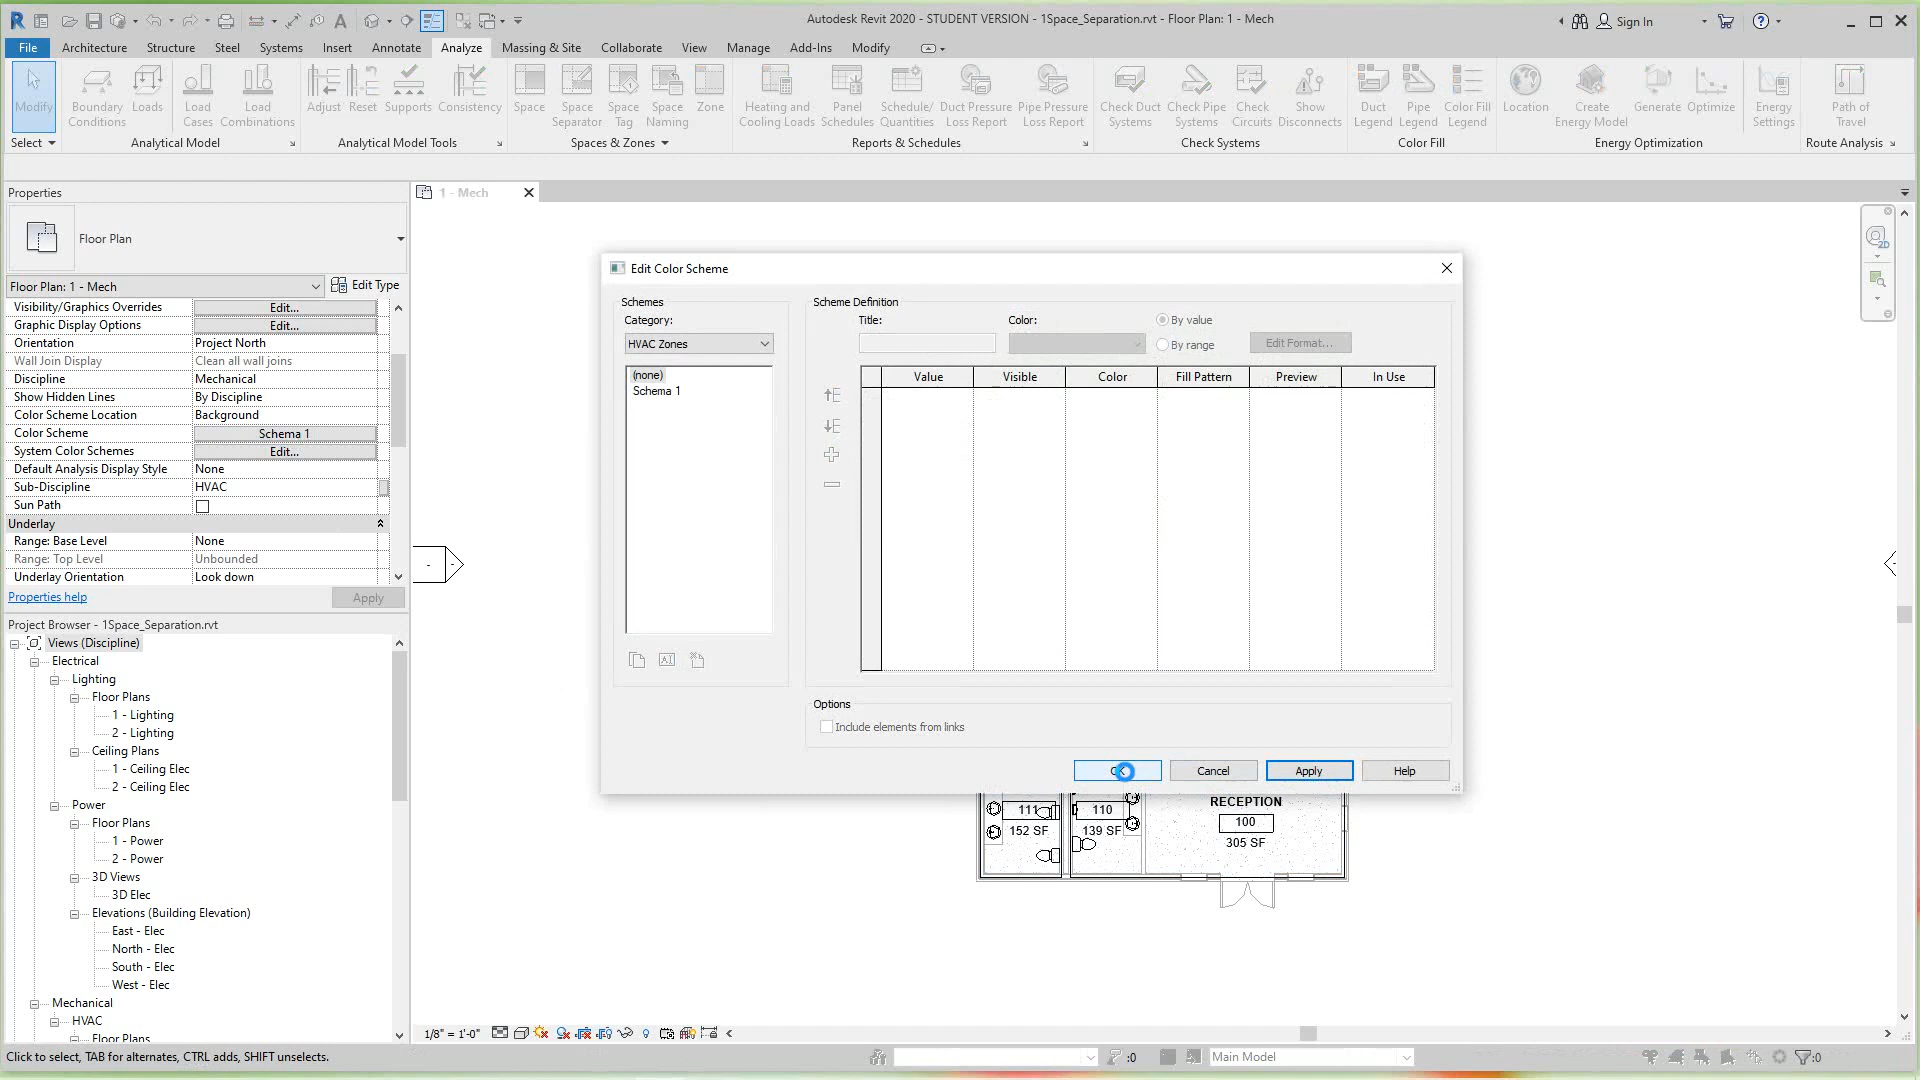 Autodesk Revit 2020 - STUDENT VERSION - 1Space_Separation.rvt - Floor Plan: 1 - Mech
Sign In
File Architecture Structure Steel Systems Insert Annotate Analyze Massing & Site Collaborate View Manage Add-Ins Modify
Modify
Boundary Conditions
Loads
Load Cases
Load Combinations
Adjust
Reset
Supports
Consistency
Space
Space Separator
Space Tag
Space Naming
Zone
Heating and Cooling Loads
Panel Schedules
Schedule/ Quantities
Duct Pressure Loss Report
Pipe Pressure Loss Report
Check Duct Systems
Check Pipe Systems
Check Circuits
Show Disconnects
Duct Legend
Pipe Legend
Color Fill Legend
Location
Create Energy Model
Generate
Optimize
Energy Settings
Path of Travel
Select
Analytical Model
Analytical Model Tools
Spaces & Zones
Reports & Schedules
Check Systems
Color Fill
Energy Optimization
Route Analysis
Properties
1 - Mech
Floor Plan
Floor Plan: 1 - Mech
Edit Type
Visibility/Graphics Overrides Edit...
Graphic Display Options Edit...
Orientation Project North
Wall Join Display Clean all wall joins
Discipline Mechanical
Show Hidden Lines By Discipline
Color Scheme Location Background
Color Scheme Schema 1
System Color Schemes Edit...
Default Analysis Display Style None
Sub-Discipline HVAC
Sun Path
Underlay
Range: Base Level None
Range: Top Level Unbounded
Underlay Orientation Look down
Properties help
Apply
Project Browser - 1Space_Separation.rvt
Views (Discipline)
Electrical
Lighting
Floor Plans
1 - Lighting
2 - Lighting
Ceiling Plans
1 - Ceiling Elec
2 - Ceiling Elec
Power
Floor Plans
1 - Power
2 - Power
3D Views
3D Elec
Elevations (Building Elevation)
East - Elec
North - Elec
South - Elec
West - Elec
Mechanical
HVAC
Floor Plans
Edit Color Scheme
Schemes
Category:
HVAC Zones
(none)
Schema 1
Scheme Definition
Title:
Color:
By value
By range
Edit Format...
Value Visible Color Fill Pattern Preview In Use
Options
Include elements from links
OK
Cancel
Apply
Help
111
152 SF
110
139 SF
RECEPTION
100
305 SF
2D
1/8" = 1'-0"
Click to select, TAB for alternates, CTRL adds, SHIFT unselects.
:0
Main Model
:0